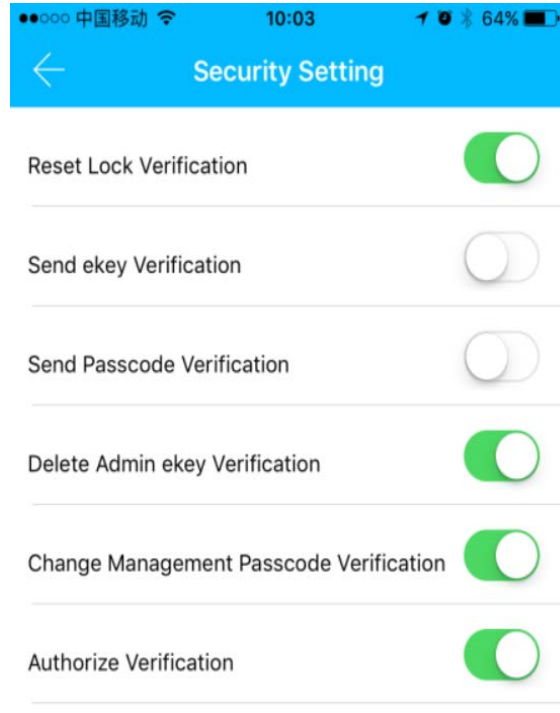 中国移动 10:03 64%
Security Setting
Reset Lock Verification
Send ekey Verification
Send Passcode Verification
Delete Admin ekey Verification
Change Management Passcode Verification
Authorize Verification